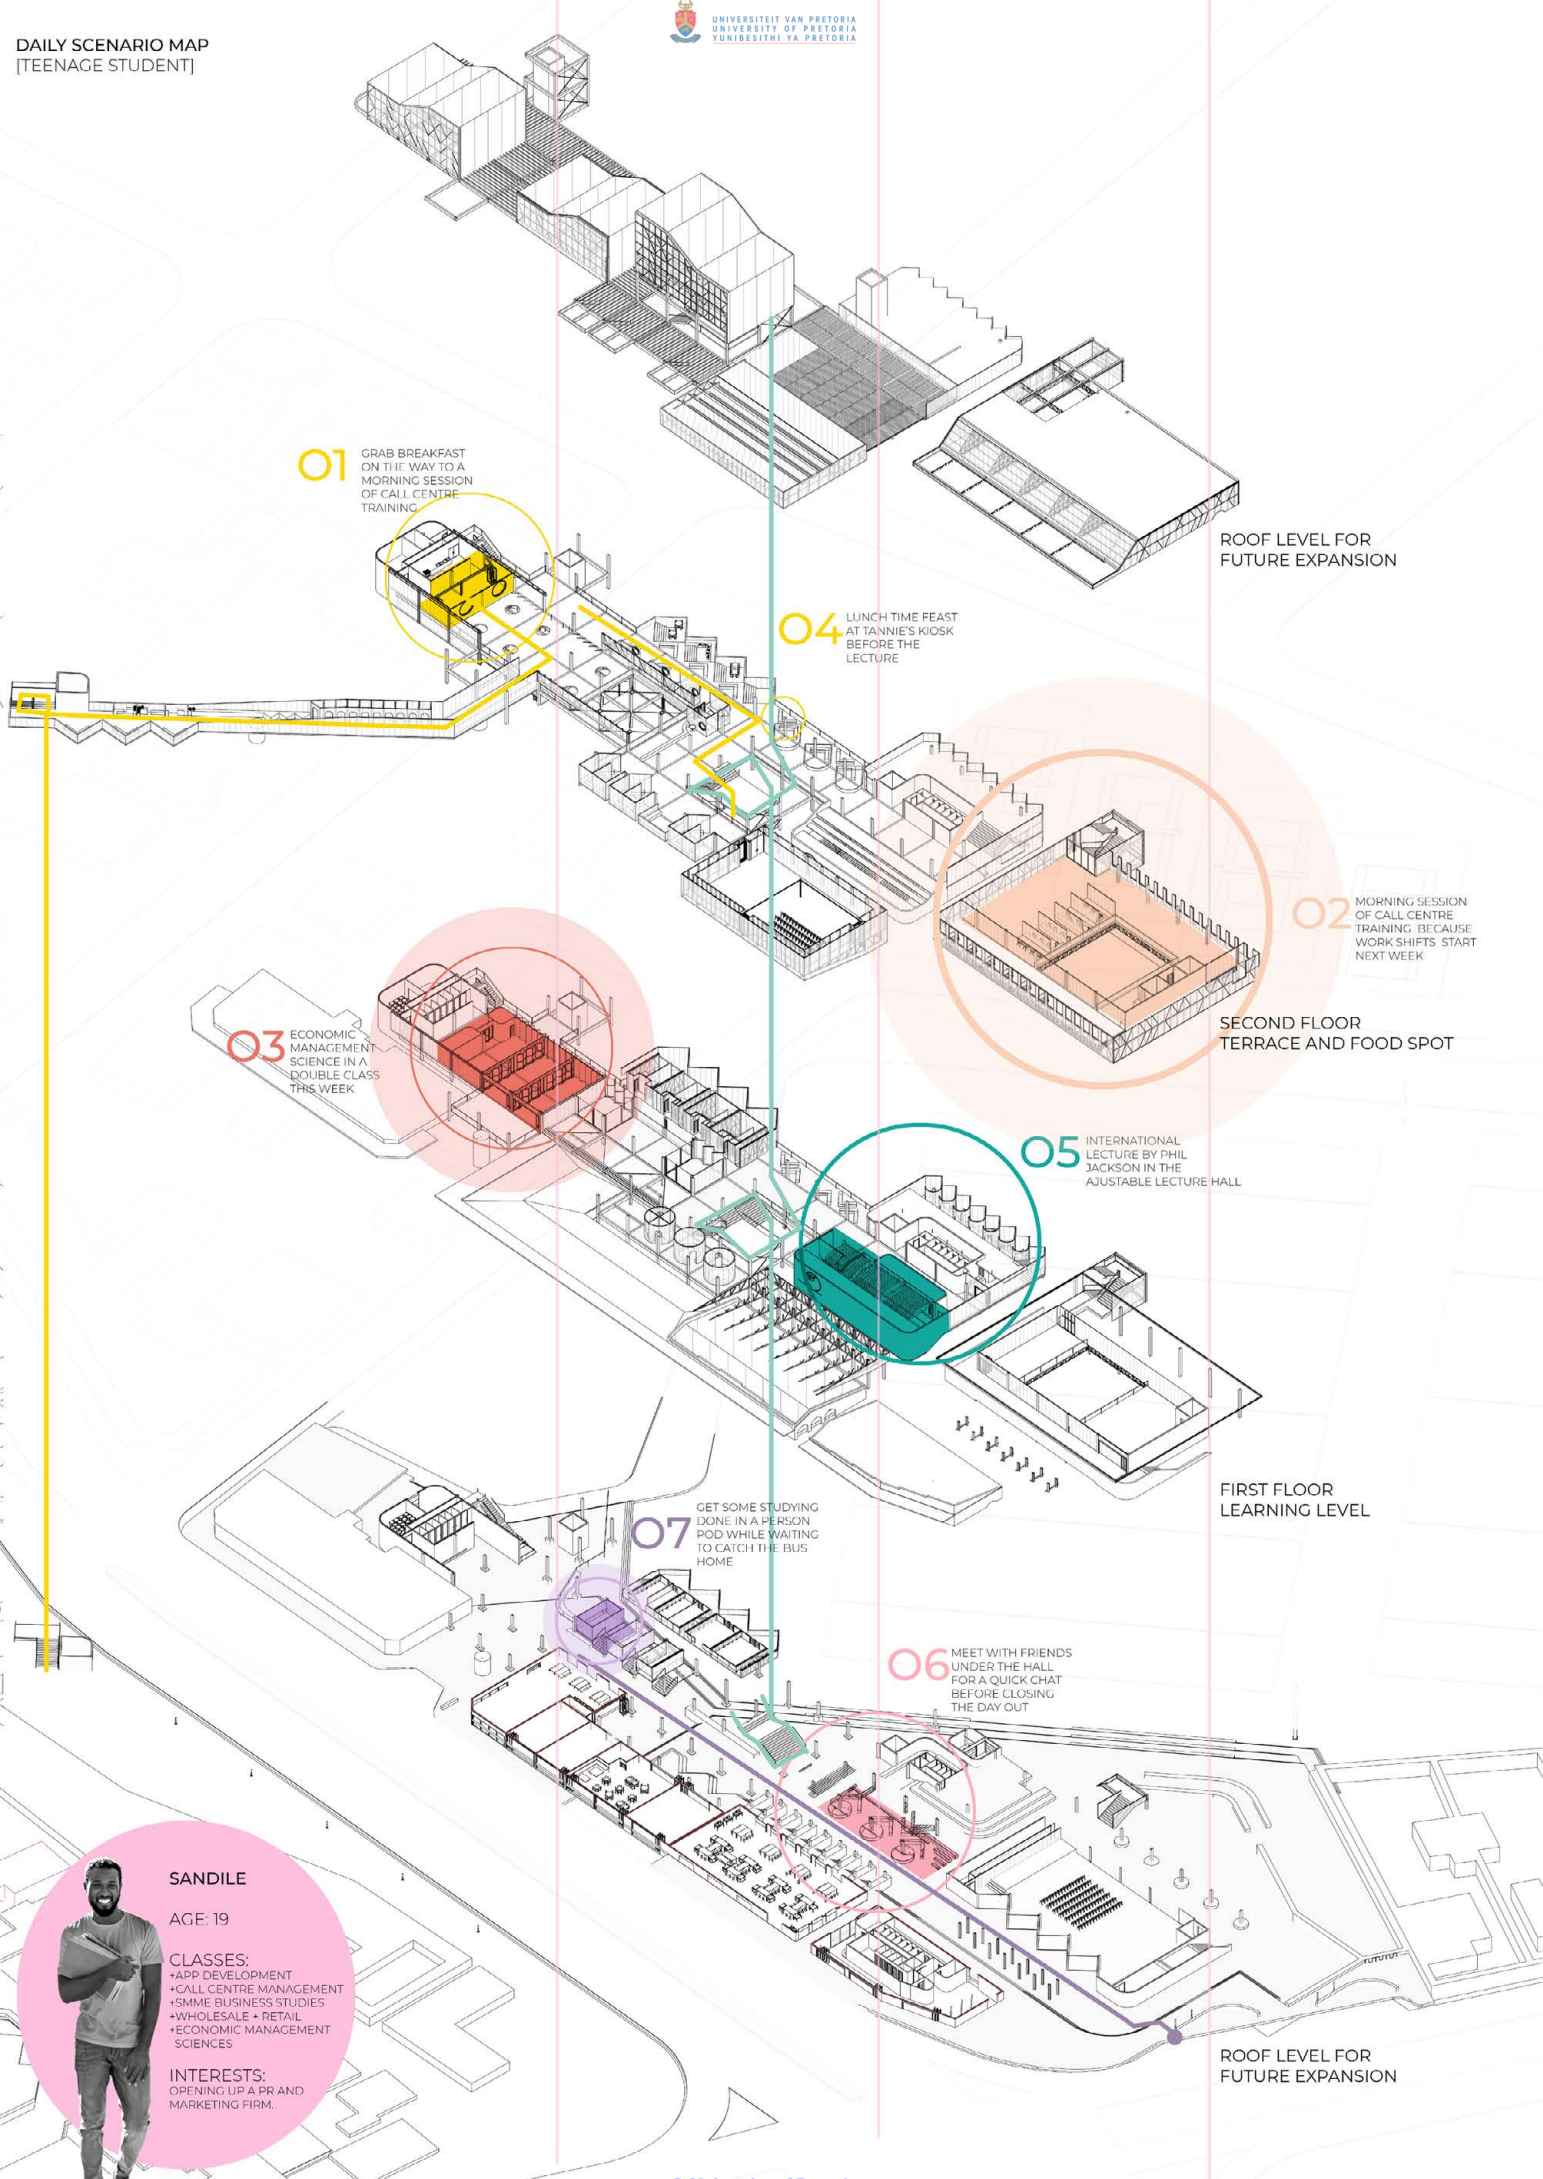 UNIVERSITEIT VAN PRETORIA
UNIVERSITY OF PRETORIA
YUNIBESITHI YA PRETORIA
DAILY SCENARIO MAP
[TEENAGE STUDENT]
ROOF LEVEL FOR
FUTURE EXPANSION
01
GRAB BREAKFAST
ON THE WAY TO A
MORNING SESSION
OF CALL CENTRE
TRAINING
04
LUNCH TIME FEAST
AT TANNIE'S KIOSK
BEFORE THE
LECTURE
02
MORNING SESSION
OF CALL CENTRE
TRAINING BECAUSE
WORK SHIFTS START
NEXT WEEK
SECOND FLOOR
TERRACE AND FOOD SPOT
03
ECONOMIC
MANAGEMENT
SCIENCE IN A
DOUBLE CLASS
THIS WEEK
05
INTERNATIONAL
LECTURE BY PHIL
JACKSON IN THE
AJUSTABLE LECTURE HALL
FIRST FLOOR
LEARNING LEVEL
07
GET SOME STUDYING
DONE IN A PERSON
POD WHILE WAITING
TO CATCH THE BUS
HOME
06
MEET WITH FRIENDS
UNDER THE HALL
FOR A QUICK CHAT
BEFORE CLOSING
THE DAY OUT
SANDILE
AGE: 19
CLASSES:
+APP DEVELOPMENT
+CALL CENTRE MANAGEMENT
+SMME BUSINESS STUDIES
+WHOLESALE + RETAIL
+ECONOMIC MANAGEMENT
SCIENCES
INTERESTS:
OPENING UP A PR AND
MARKETING FIRM.
ROOF LEVEL FOR
FUTURE EXPANSION